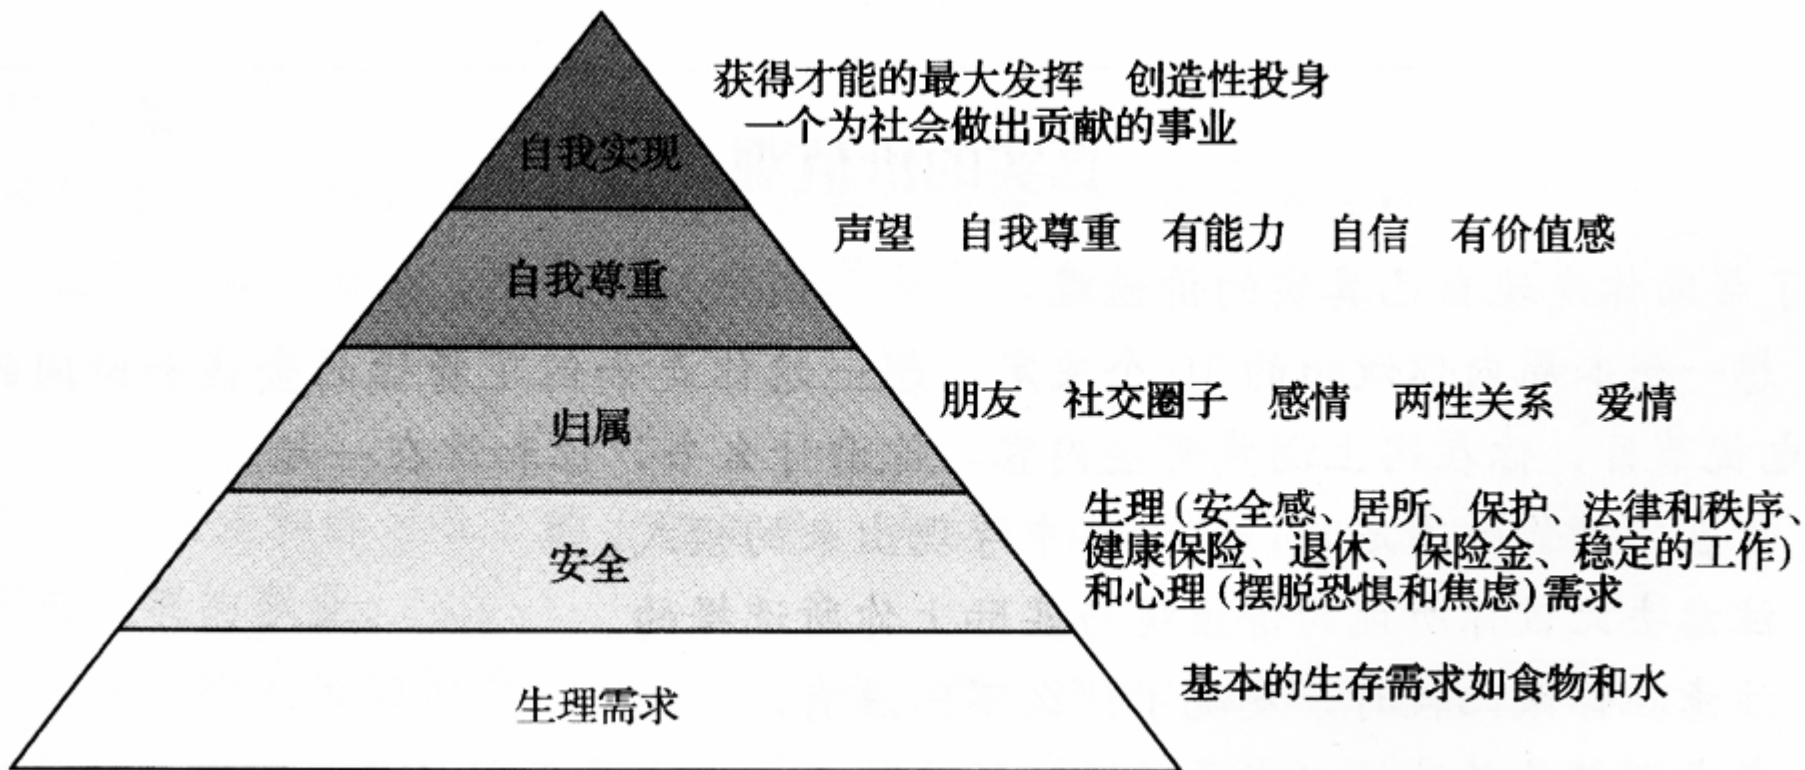 获得才能的最大发挥 创造性投身
一个为社会做出贡献的事业
自我实现
声望 自我尊重 有能力 自信 有价值感
自我尊重
朋友 社交圈子 感情 两性关系 爱情
归属
生理(安全感、居所、保护、法律和秩序、
健康保险、退休、保险金、稳定的工作)
和心理(摆脱恐惧和焦虑)需求
安全
基本的生存需求如食物和水
生理需求